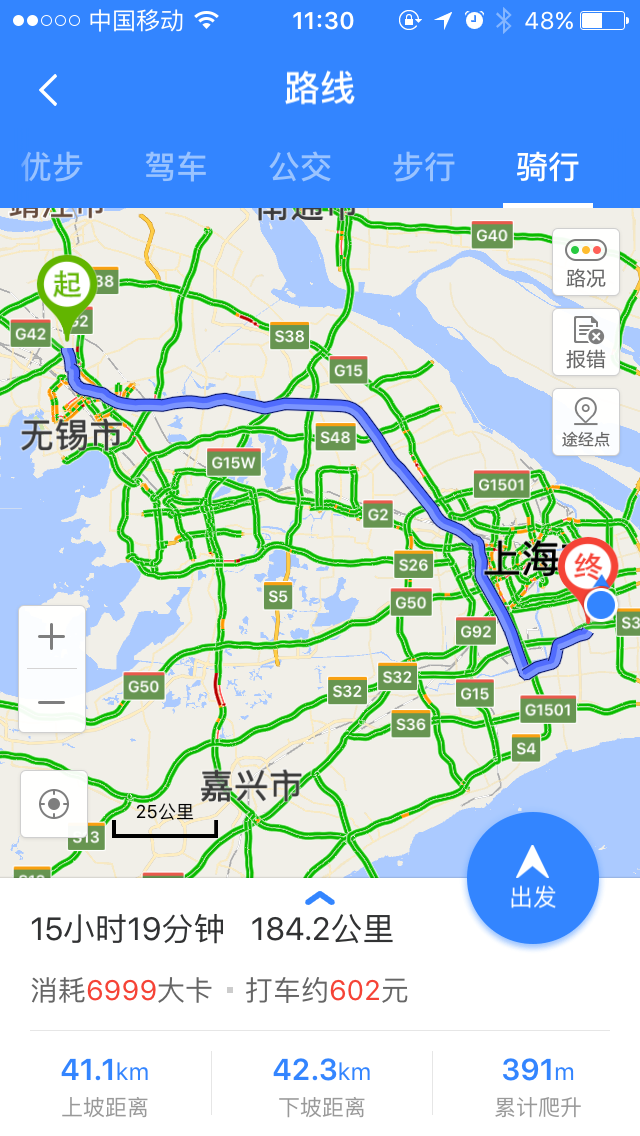 中国移动 11:30 48%
路线
优步 驾车 公交 步行 骑行
靖江市 南通市
G40
路况
起
G42
S38
G15
报错
无锡市
S48
途经点
G15W
G1501
G2
上海
终
S26
S5
G50
G92
S32
S32
G50
G15
G1501
S36
S4
嘉兴市
25公里
S13
出发
15小时19分钟 184.2公里
消耗6999大卡 打车约602元
41.1km 42.3km 391m
上坡距离 下坡距离 累计爬升